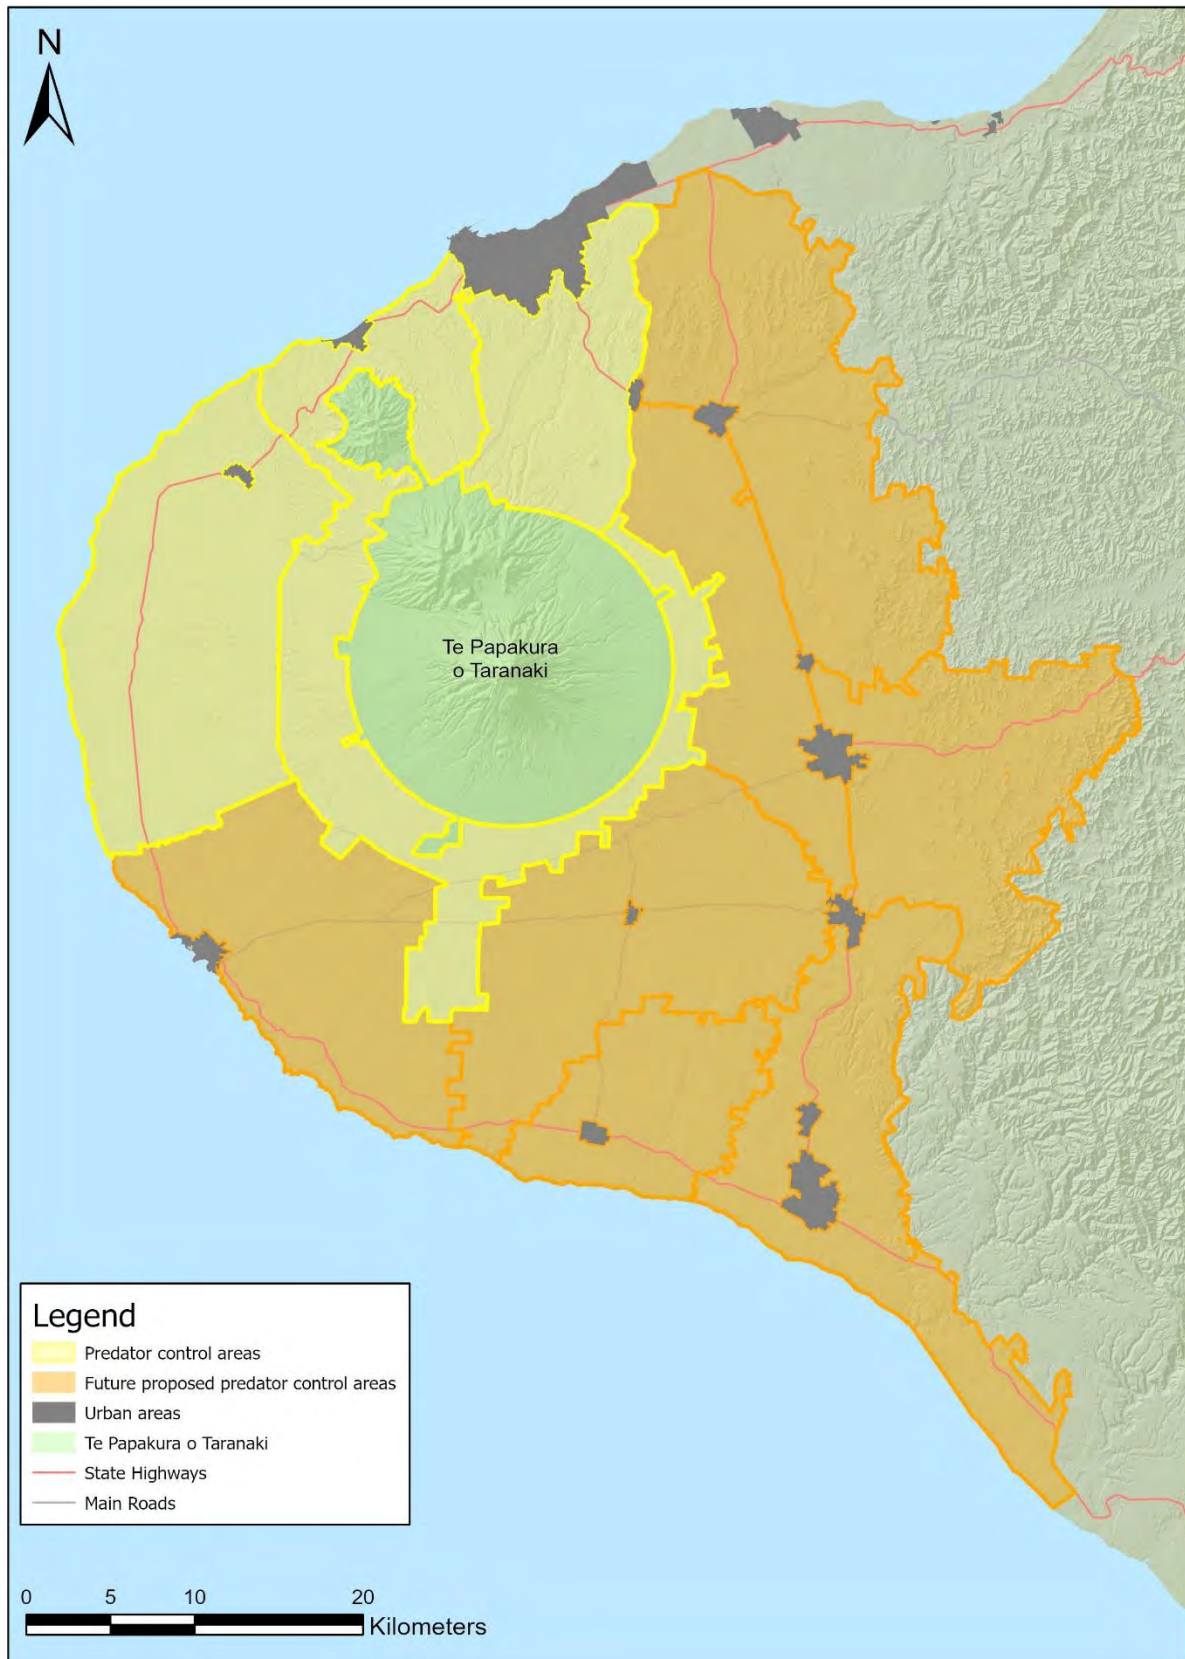 N
Te Papakura
o Taranaki
Legend
Predator control areas
Future proposed predator control areas
Urban areas
Te Papakura o Taranaki
State Highways
Main Roads
0 5 10 20
Kilometers